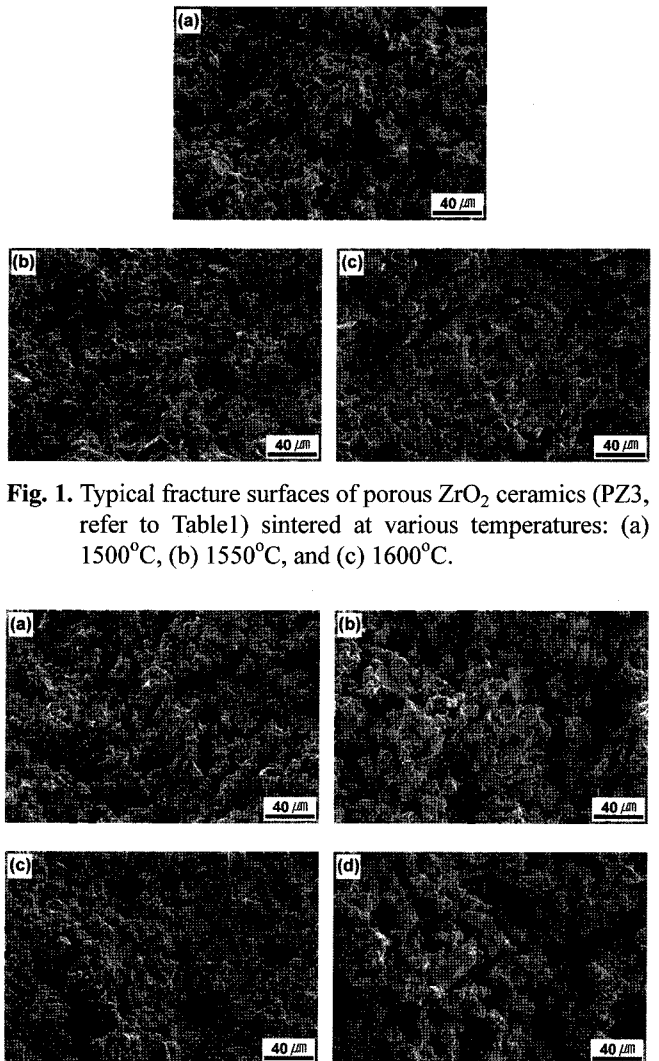 (a)
40 μm
(b)
40 μm
(c)
40 μm
Fig. 1. Typical fracture surfaces of porous ZrO₂ ceramics (PZ3,
refer to Table1) sintered at various temperatures: (a)
1500°C, (b) 1550°C, and (c) 1600°C.
(a)
40 μm
(b)
40 μm
(c)
40 μm
(d)
40 μm